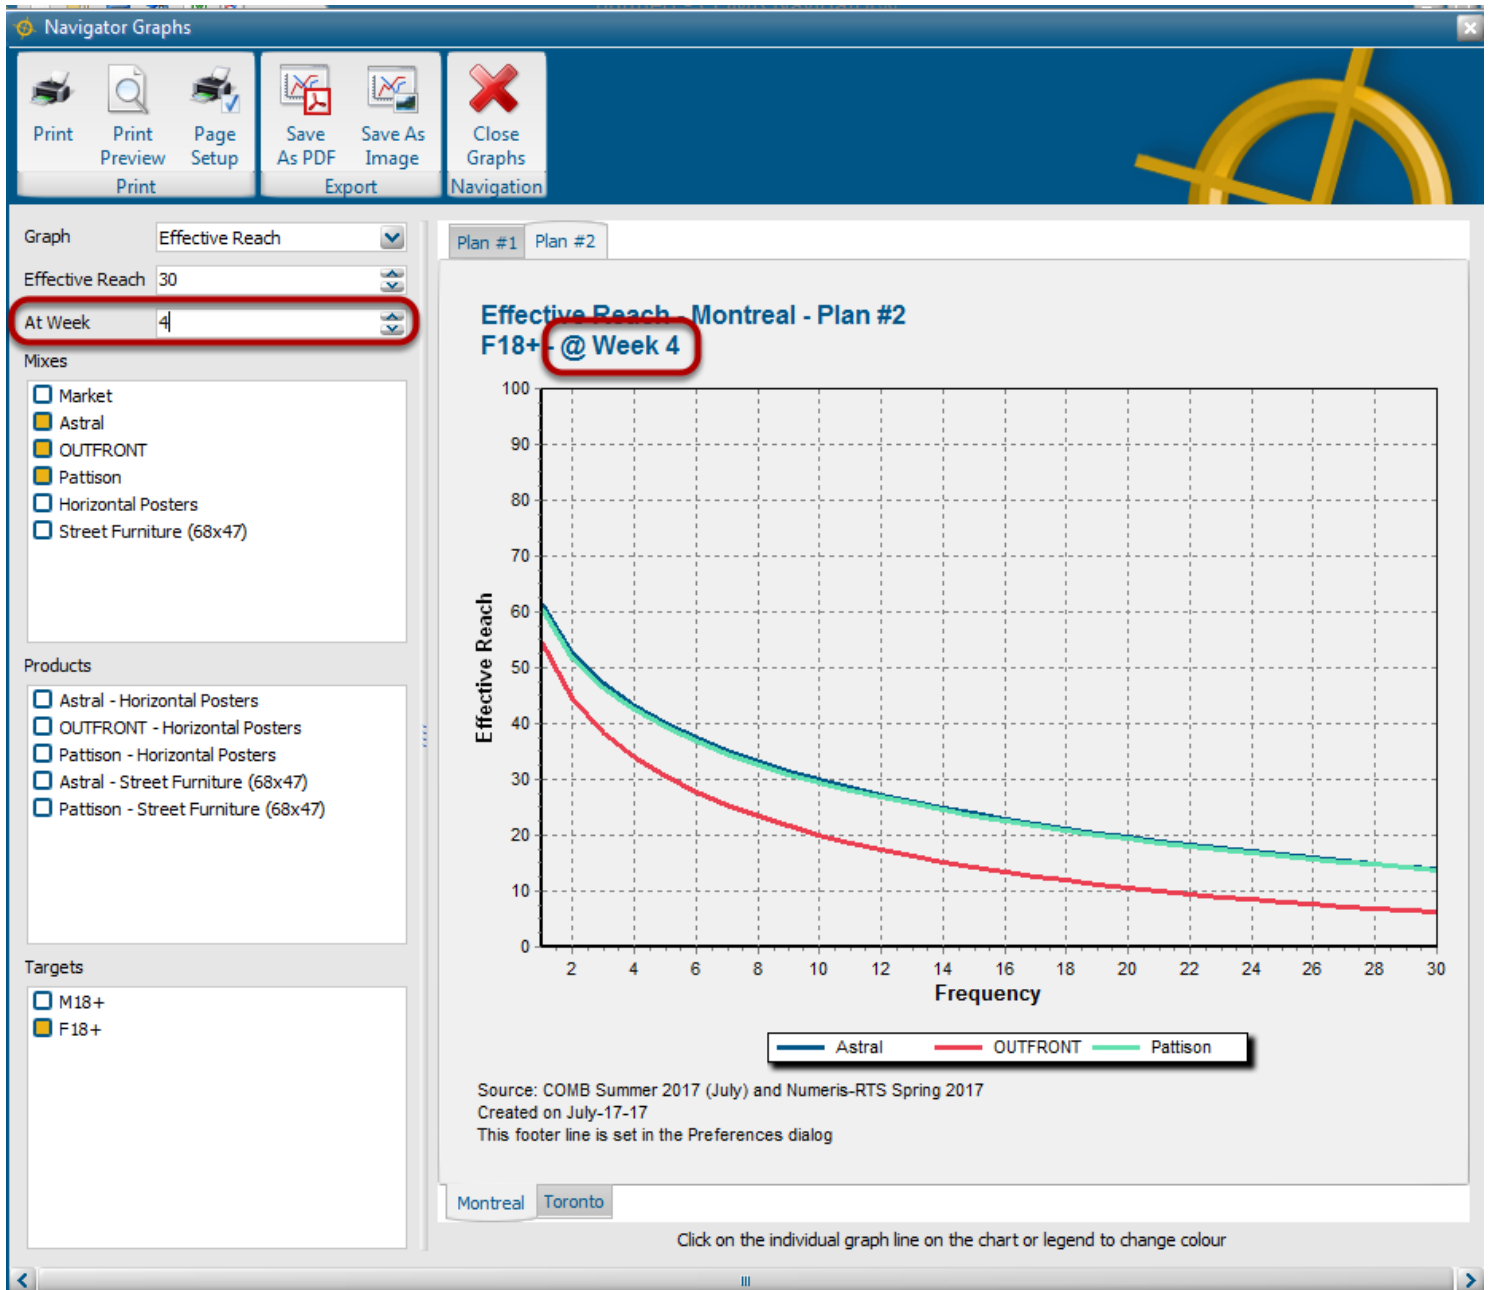 Navigator Graphs
Print
Print Preview
Page Setup
Print
Save As PDF
Save As Image
Export
Close Graphs
Navigation
Graph
Effective Reach
Effective Reach 30
At Week 4
Mixes
Market
Astral
OUTFRONT
Pattison
Horizontal Posters
Street Furniture (68x47)
Products
Astral - Horizontal Posters
OUTFRONT - Horizontal Posters
Pattison - Horizontal Posters
Astral - Street Furniture (68x47)
Pattison - Street Furniture (68x47)
Targets
M18+
F18+
Plan #1 Plan #2
Effective Reach - Montreal - Plan #2
F18+ - @ Week 4
Effective Reach
100
90
80
70
60
50
40
30
20
10
0
2 4 6 8 10 12 14 16 18 20 22 24 26 28 30
Frequency
Astral OUTFRONT Pattison
Source: COMB Summer 2017 (July) and Numeris-RTS Spring 2017
Created on July-17-17
This footer line is set in the Preferences dialog
Montreal Toronto
Click on the individual graph line on the chart or legend to change colour